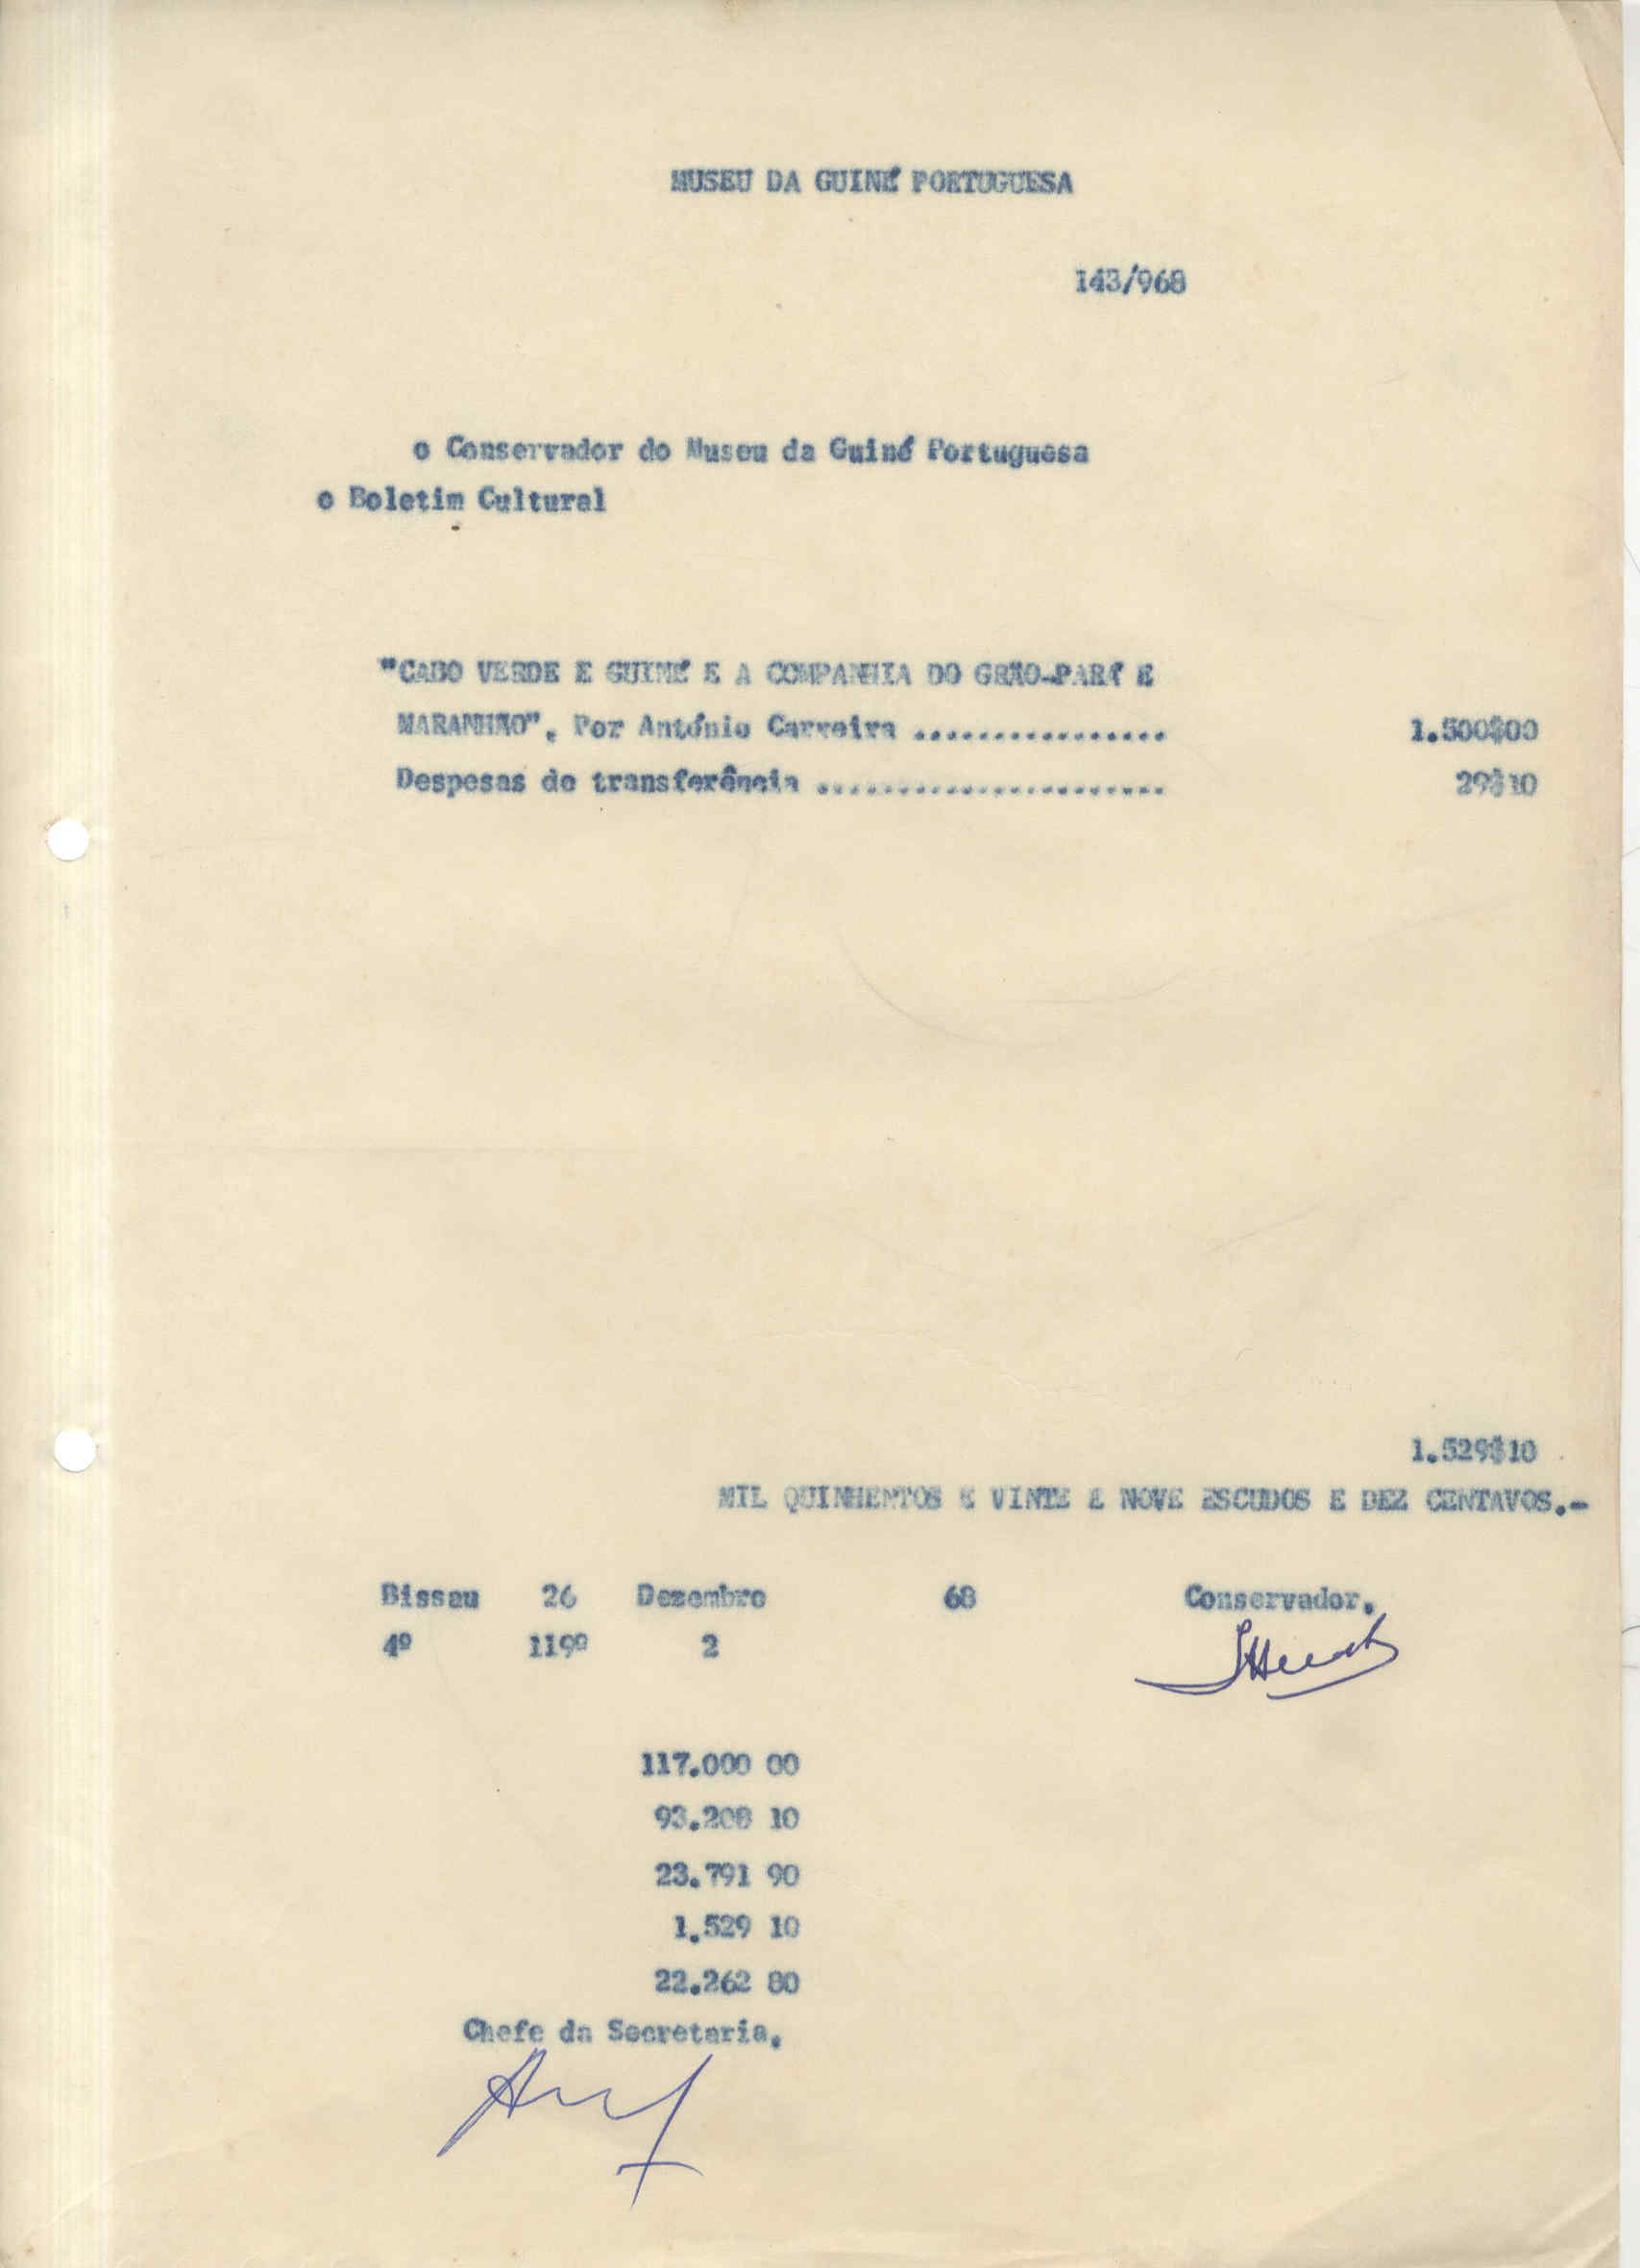 MUSEU DA GUINÉ PORTUGUESA
143/968
o Conservador do Museu da Guiné Portuguesa
o Boletim Cultural
"CABO VERDE E GUINÉ E A COMPANHIA DO GRÃO-PARÁ E
MARANHÃO", Por António Carreira ................ 1.500$00
Despesas de transferência ...................... 29$10
1.529$10
MIL QUINHENTOS E VINTE E NOVE ESCUDOS E DEZ CENTAVOS.-
Bissau 26 Dezembro 68 Conservador.
4º 119º 2
117.000 00
93.208 10
23.791 90
1.529 10
22.262 80
Chefe da Secretaria.